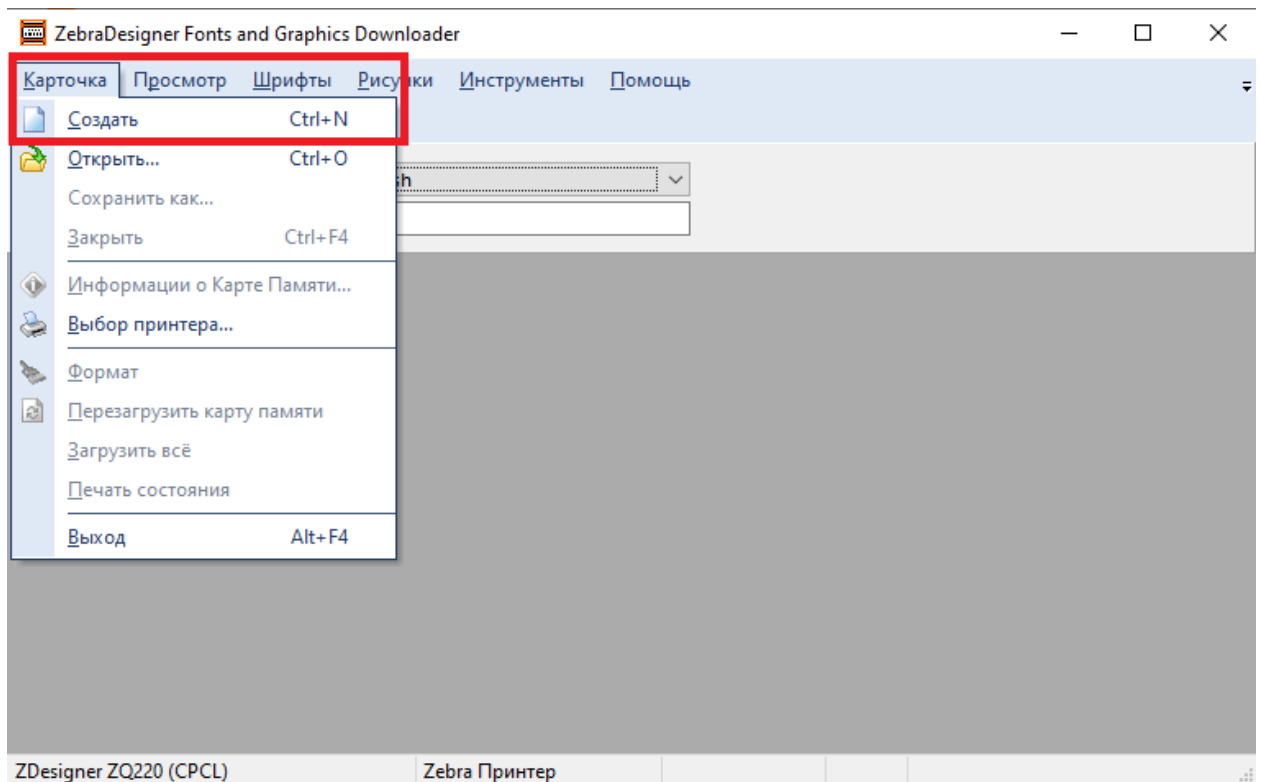 ZebraDesigner Fonts and Graphics Downloader
Карточка Просмотр Шрифты Рисунки Инструменты Помощь
Создать Ctrl+N
Открыть... Ctrl+O
Сохранить как...
Закрыть Ctrl+F4
Информации о Карте Памяти...
Выбор принтера...
Формат
Перезагрузить карту памяти
Загрузить всё
Печать состояния
Выход Alt+F4
ZDesigner ZQ220 (CPCL) Zebra Принтер